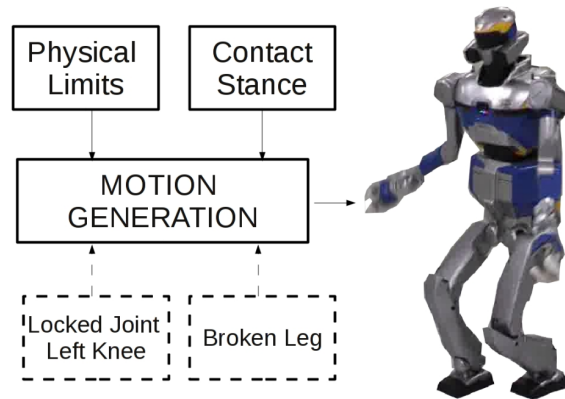 Physical
Limits
Contact
Stance
MOTION
GENERATION
Locked Joint
Left Knee
Broken Leg